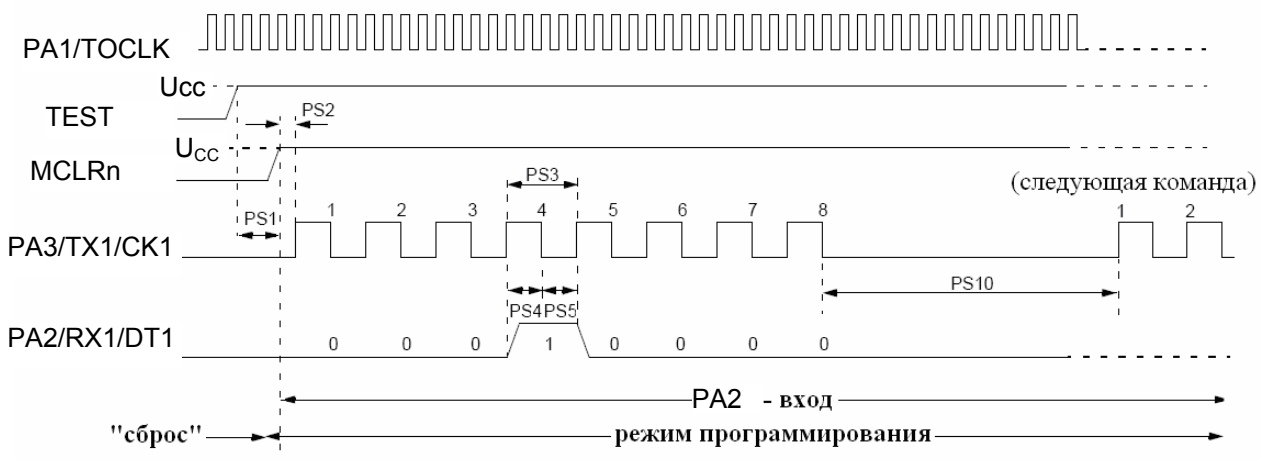 PA1/TOCLK
Ucc
TEST
PS2
UCC
MCLRn
PS3
(следующая команда)
PS1
1 2 3 4 5 6 7 8 1 2
PA3/TX1/CK1
PS10
PS4 PS5
PA2/RX1/DT1
0 0 0 1 0 0 0 0
PA2 - вход
"сброс"
режим программирования